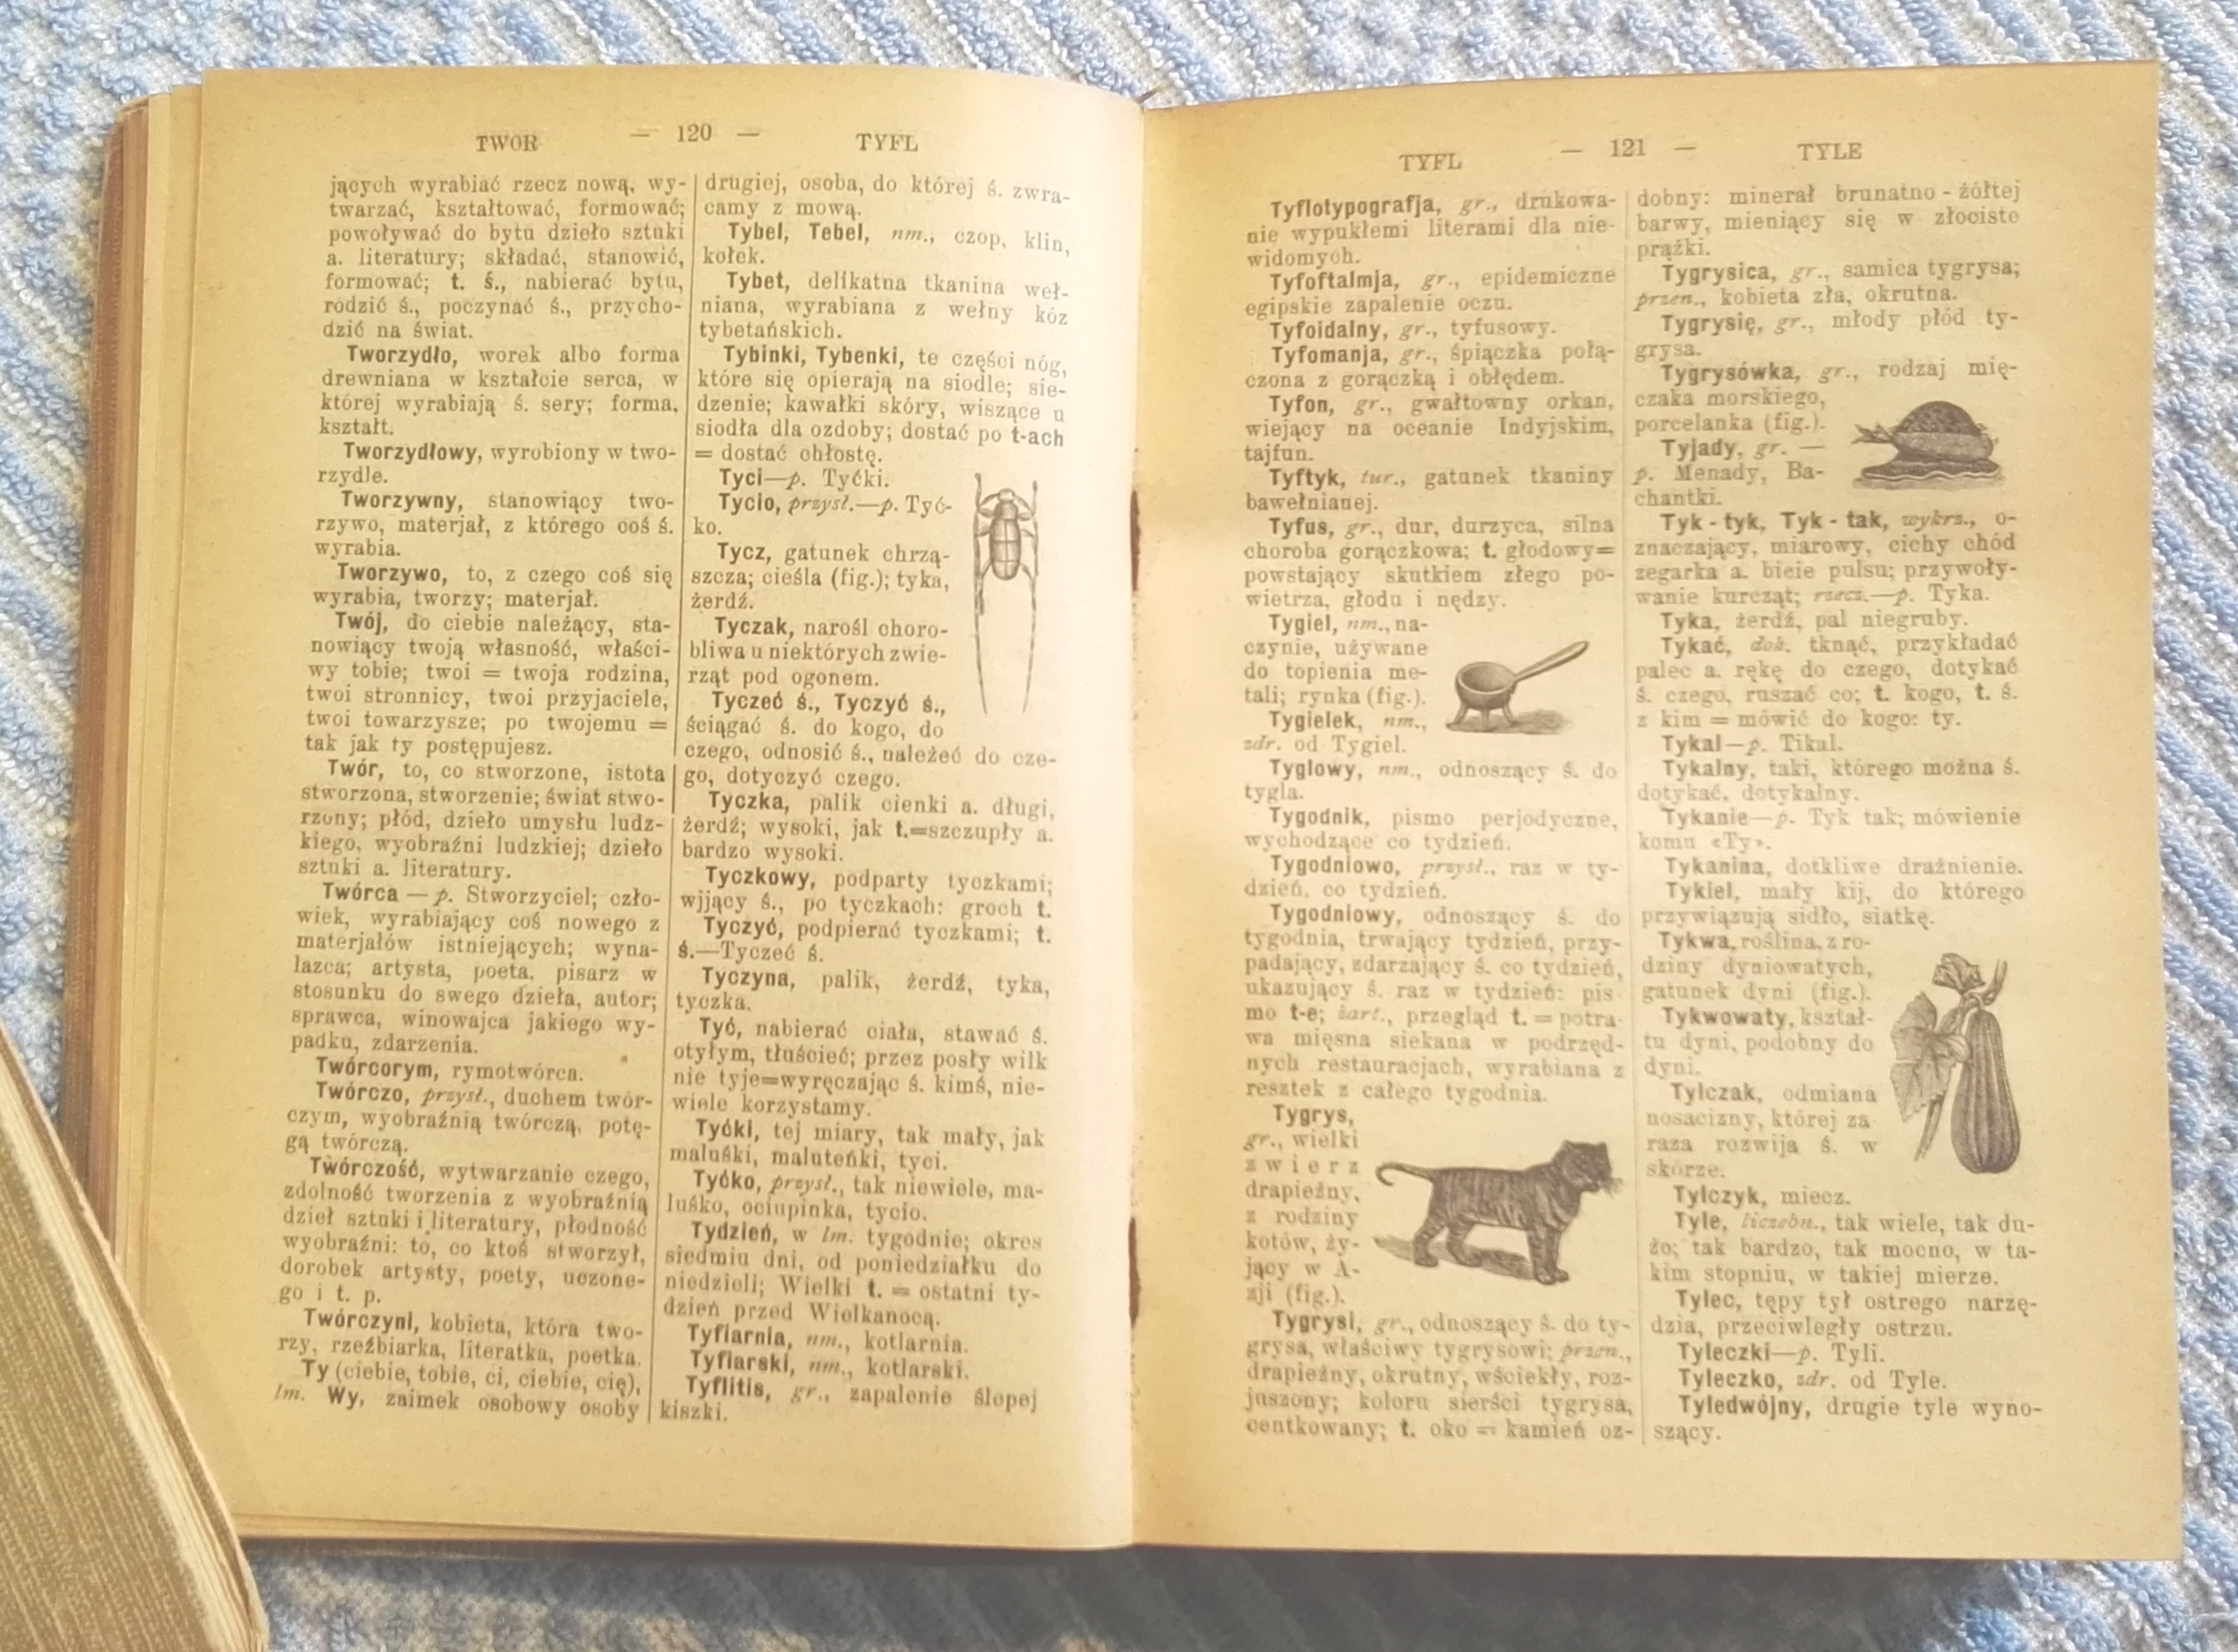 TWÓR — 120 — TYFL
jących wyrabiać rzecz nową, wy-
twarzać, kształtować, formować;
powoływać do bytu dzieło sztuki
a. literatury; składać, stanowić,
formować; t. ś., nabierać bytu,
rodzić ś., poczynać ś., przycho-
dzić na świat.
Tworzydło, worek albo forma
drewniana w kształcie serca, w
której wyrabiają ś. sery; forma,
kształt.
Tworzydłowy, wyrobiony w two-
rzydle.
Tworzywny, stanowiący two-
rzywo, materjał, z którego coś ś.
wyrabia.
Tworzywo, to, z czego coś się
wyrabia, tworzy; materjał.
Twój, do ciebie należący, sta-
nowiący twoją własność, właści-
wy tobie; twoi = twoja rodzina,
twoi stronnicy, twoi przyjaciele,
twoi towarzysze; po twojemu =
tak jak ty postępujesz.
Twór, to, co stworzone, istota
stworzona, stworzenie; świat stwo-
rzony; płód, dzieło umysłu ludz-
kiego, wyobraźni ludzkiej; dzieło
sztuki a. literatury.
Twórca — p. Stworzyciel; czło-
wiek, wyrabiający coś nowego z
materjałów istniejących; wyna-
lazca; artysta, poeta, pisarz w
stosunku do swego dzieła, autor;
sprawca, winowajca jakiego wy-
padku, zdarzenia.
Twórcorym, rymotwórca.
Twórczo, przysł., duchem twór-
czym, wyobraźnią twórczą, potę-
gą twórczą.
Twórczość, wytwarzanie czego,
zdolność tworzenia z wyobraźnią
dzieł sztuki i literatury, płodność
wyobraźni: to, co ktoś stworzył,
dorobek artysty, poety, uczone-
go i t. p.
Twórczyni, kobieta, która two-
rzy, rzeźbiarka, literatka, poetka.
Ty (ciebie, tobie, ci, ciebie, cię),
lm. Wy, zaimek osobowy osoby
drugiej, osoba, do której ś. zwra-
camy z mową.
Tybel, Tebel, nm., czop, klin,
kołek.
Tybet, delikatna tkanina weł-
niana, wyrabiana z wełny kóz
tybetańskich.
Tybinki, Tybenki, te części nóg,
które się opierają na siodle; sie-
dzenie; kawałki skóry, wiszące u
siodła dla ozdoby; dostać po t-ach
= dostać chłostę.
Tyci—p. Tyćki.
Tycio, przysł.—p. Tyć-
ko.
Tycz, gatunek chrzą-
szcza; cieśla (fig.); tyka,
żerdź.
Tyczak, narośl choro-
bliwa u niektórych zwie-
rząt pod ogonem.
Tyczeć ś., Tyczyć ś.,
ściągać ś. do kogo, do
czego, odnosić ś., należeć do cze-
go, dotyczyć czego.
Tyczka, palik cienki a. długi,
żerdź; wysoki, jak t.=szczupły a.
bardzo wysoki.
Tyczkowy, podparty tyczkami;
wjjący ś., po tyczkach: groch t.
Tyczyć, podpierać tyczkami; t.
ś.—Tyczeć ś.
Tyczyna, palik, żerdź, tyka,
tyczka.
Tyć, nabierać ciała, stawać ś.
otyłym, tłuścieć; przez posły wilk
nie tyje=wyręczając ś. kimś, nie-
wiele korzystamy.
Tyćki, tej miary, tak mały, jak
maluśki, maluteńki, tyci.
Tyćko, przysł., tak niewiele, ma-
luśko, ociupinka, tycio.
Tydzień, w lm. tygodnie; okres
siedmiu dni, od poniedziałku do
niedzieli; Wielki t. = ostatni ty-
dzień przed Wielkanocą.
Tyflarnia, nm., kotlarnia.
Tyflarski, nm., kotlarski.
Tyflitis, gr., zapalenie ślepej
kiszki.
TYFL — 121 — TYLE
Tyflotypografja, gr., drukowa-
nie wypukłemi literami dla nie-
widomych.
Tyfoftalmja, gr., epidemiczne
egipskie zapalenie oczu.
Tyfoidalny, gr., tyfusowy.
Tyfomanja, gr., śpiączka połą-
czona z gorączką i obłędem.
Tyfon, gr., gwałtowny orkan,
wiejący na oceanie Indyjskim,
tajfun.
Tyftyk, tur., gatunek tkaniny
bawełnianej.
Tyfus, gr., dur, durzyca, silna
choroba gorączkowa; t. głodowy=
powstający skutkiem złego po-
wietrza, głodu i nędzy.
Tygiel, nm., na-
czynie, używane
do topienia me-
tali; rynka (fig.).
Tygielek, nm.,
zdr. od Tygiel.
Tyglowy, nm., odnoszący ś. do
tygla.
Tygodnik, pismo perjodyczne,
wychodzące co tydzień.
Tygodniowo, przysł., raz w ty-
dzień, co tydzień.
Tygodniowy, odnoszący ś. do
tygodnia, trwający tydzień, przy-
padający, zdarzający ś. co tydzień,
ukazujący ś. raz w tydzień: pis
mo t-e; żart., przegląd t. = potra-
wa mięsna siekana w podrzęd-
nych restauracjach, wyrabiana z
resztek z całego tygodnia.
Tygrys,
gr., wielki
zwierz
drapieżny,
z rodziny
kotów, ży-
jący w A-
zji (fig.).
Tygrysi, gr., odnoszący ś. do ty-
grysa, właściwy tygrysowi; przen.,
drapieżny, okrutny, wściekły, roz-
juszony; koloru sierści tygrysa,
centkowany; t. oko = kamień oz-
dobny: minerał brunatno - żółtej
barwy, mieniący się w złociste
prążki.
Tygrysica, gr., samica tygrysa;
przen., kobieta zła, okrutna.
Tygrysię, gr., młody płód ty-
grysa.
Tygrysówka, gr., rodzaj mię-
czaka morskiego,
porcelanka (fig.).
Tyjady, gr. —
p. Menady, Ba-
chantki.
Tyk - tyk, Tyk - tak, wykrz., o-
znaczający, miarowy, cichy chód
zegarka a. bicie pulsu; przywoły-
wanie kurcząt; rzecz.—p. Tyka.
Tyka, żerdź, pal niegruby.
Tykać, dok. tknąć, przykładać
palec a. rękę do czego, dotykać
ś. czego, ruszać co; t. kogo, t. ś.
z kim = mówić do kogo: ty.
Tykal—p. Tikal.
Tykalny, taki, którego można ś.
dotykać, dotykalny.
Tykanie—p. Tyk tak; mówienie
komu «Ty».
Tykanina, dotkliwe drażnienie.
Tykiel, mały kij, do którego
przywiązują sidło, siatkę.
Tykwa, roślina, z ro-
dziny dyniowatych,
gatunek dyni (fig.).
Tykwowaty, kształ-
tu dyni, podobny do
dyni.
Tylczak, odmiana
nosacizny, której za
raza rozwija ś. w
skórze.
Tylczyk, miecz.
Tyle, liczebn., tak wiele, tak du-
żo; tak bardzo, tak mocno, w ta-
kim stopniu, w takiej mierze.
Tylec, tępy tył ostrego narzę-
dzia, przeciwległy ostrzu.
Tyleczki—p. Tyli.
Tyleczko, zdr. od Tyle.
Tyledwójny, drugie tyle wyno-
szący.